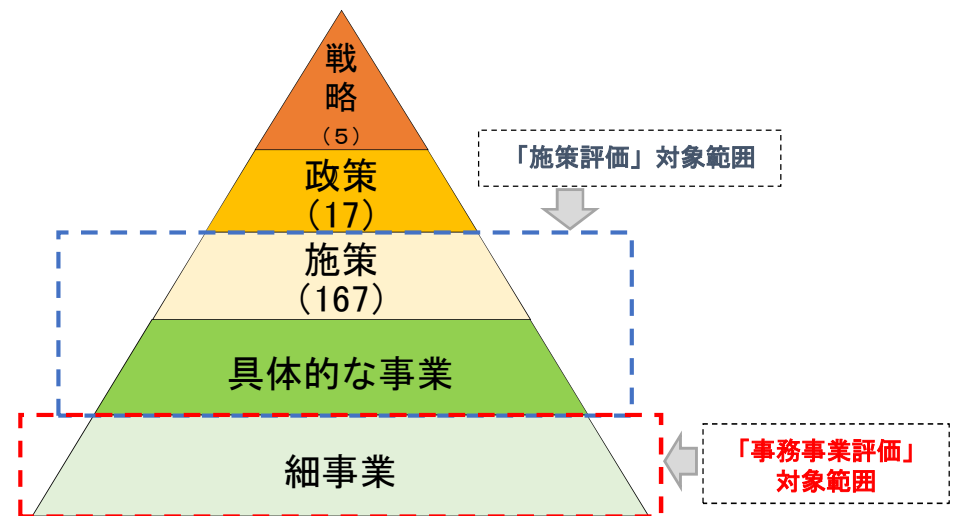 戦
略
(５)
政策
(17)
「施策評価」対象範囲
施策
(167)
具体的な事業
細事業
「事務事業評価」
対象範囲